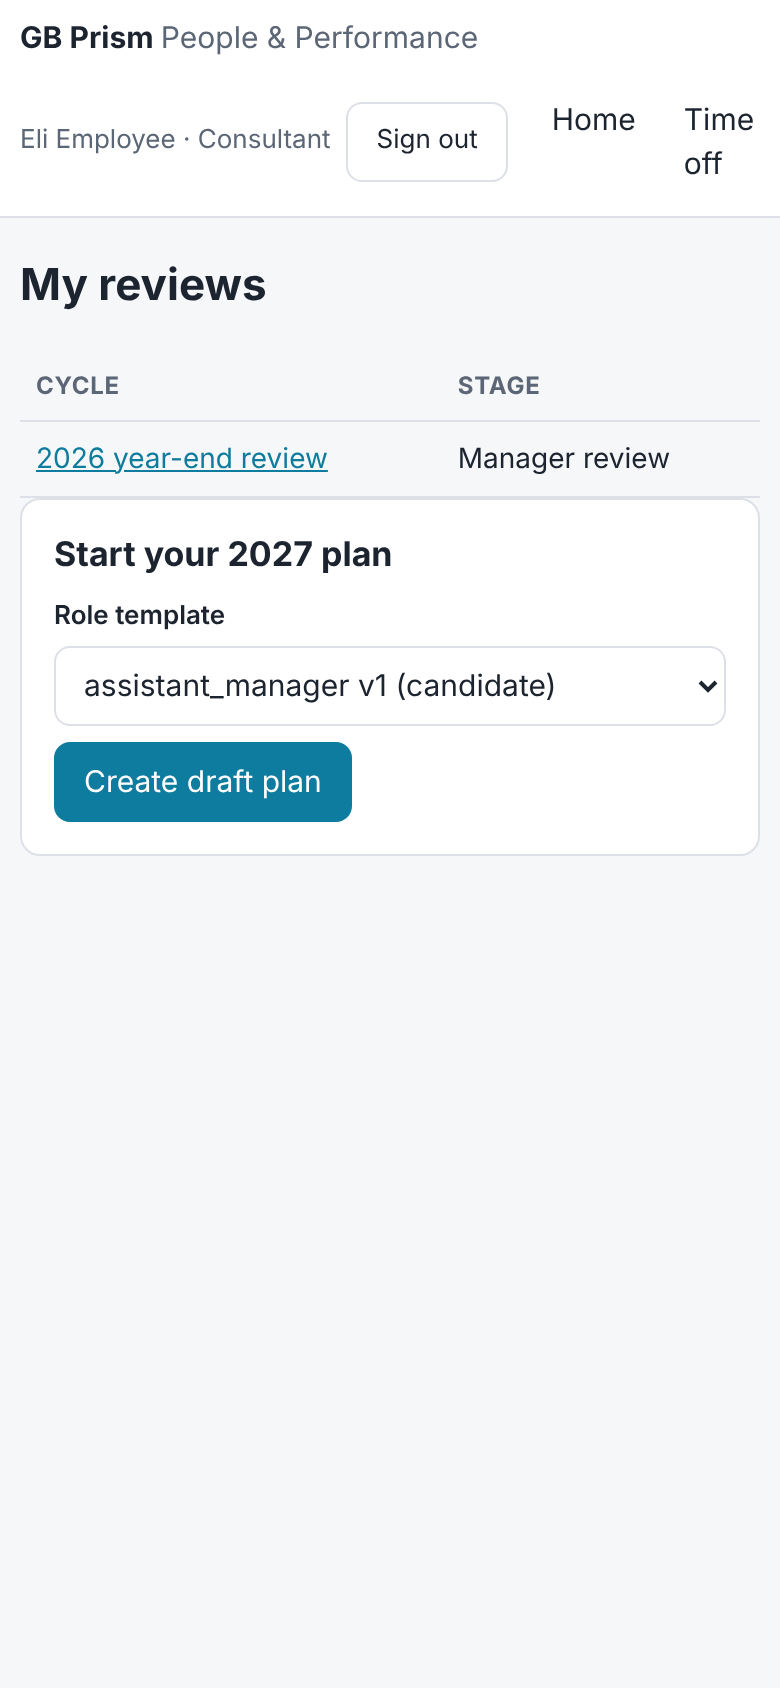 GB Prism People & Performance
Eli Employee · Consultant
Sign out
Home
Time
off
My reviews
CYCLE STAGE
2026 year-end review Manager review
Start your 2027 plan
Role template
assistant_manager v1 (candidate)
Create draft plan